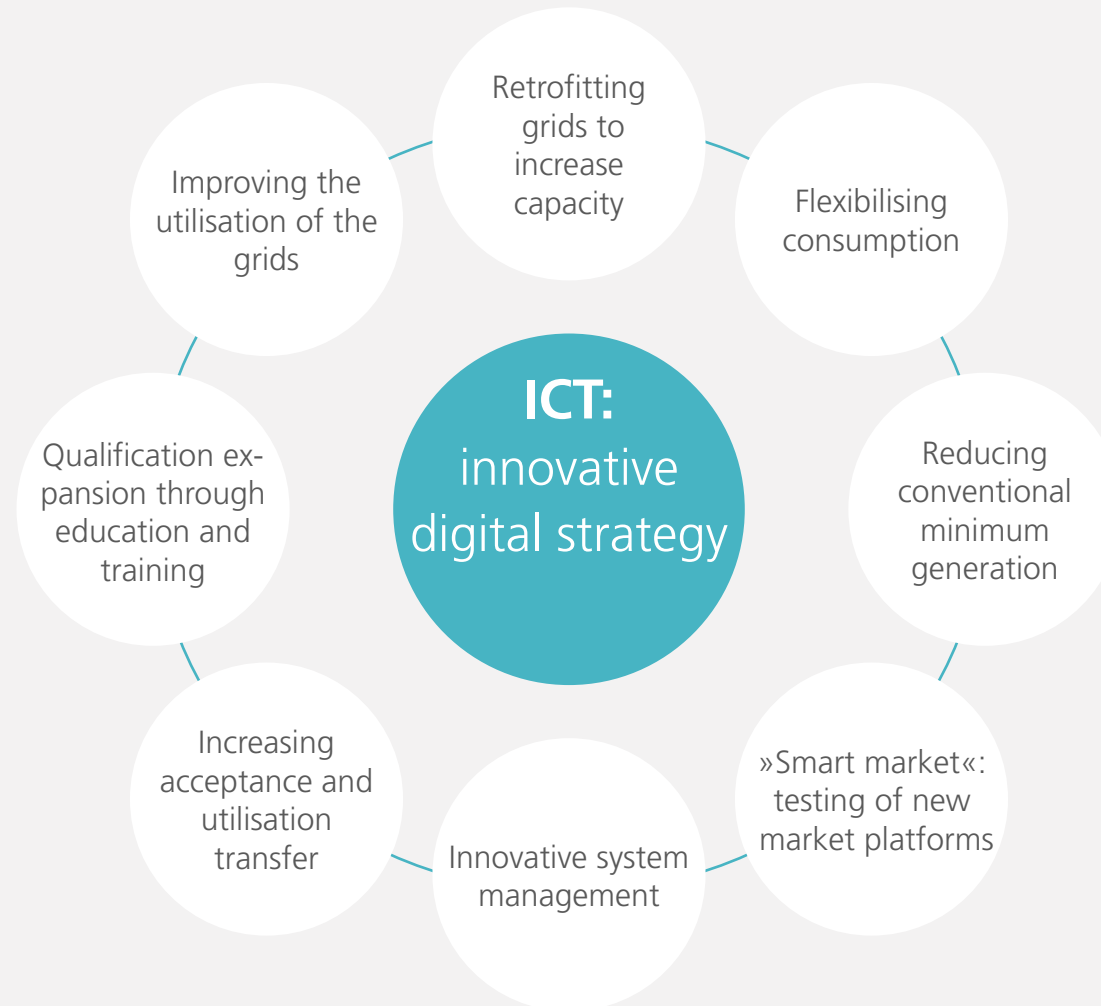 Retrofitting
grids to
increase
capacity
Improving the
utilisation of the
grids
Flexibilising
consumption
ICT:
innovative
digital strategy
Qualification ex-
pansion through
education and
training
Reducing
conventional
minimum
generation
Increasing
acceptance and
utilisation
transfer
»Smart market«:
testing of new
market platforms
Innovative system
management